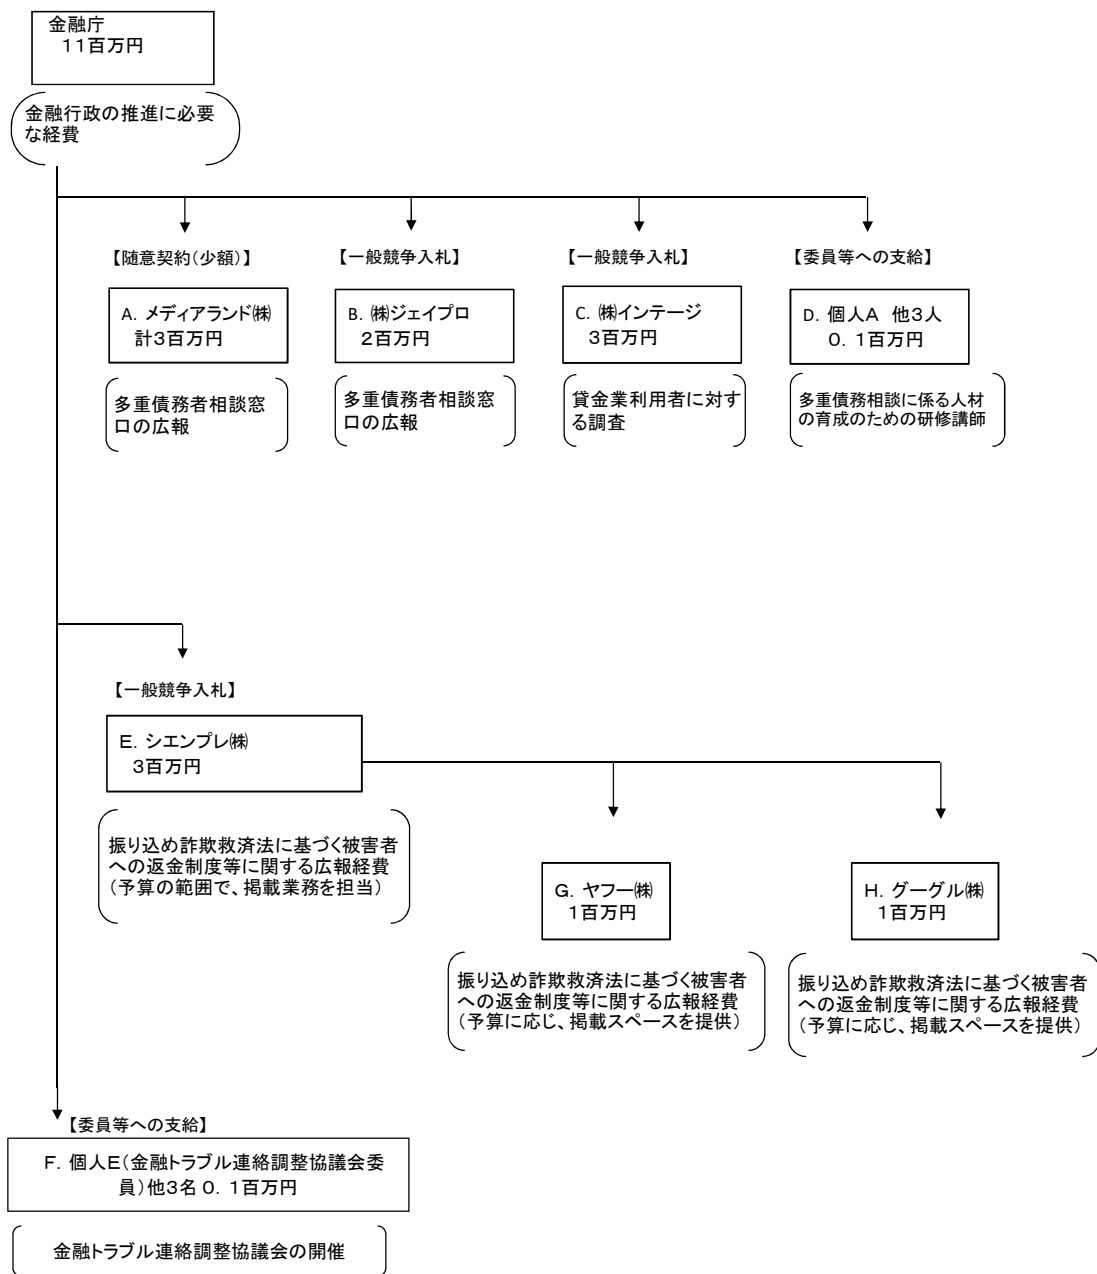 金融庁
11百万円
金融行政の推進に必要
な経費
【随意契約(少額)】
A. メディアランド㈱
計3百万円
多重債務者相談窓
口の広報
【一般競争入札】
B. ㈱ジェイプロ
2百万円
多重債務者相談窓
口の広報
【一般競争入札】
C. ㈱インテージ
3百万円
貸金業利用者に対す
る調査
【委員等への支給】
D. 個人A 他3人
0. 1百万円
多重債務相談に係る人材
の育成のための研修講師
【一般競争入札】
E. シエンプレ㈱
3百万円
振り込め詐欺救済法に基づく被害者
への返金制度等に関する広報経費
(予算の範囲で、掲載業務を担当)
G. ヤフー㈱
1百万円
振り込め詐欺救済法に基づく被害者
への返金制度等に関する広報経費
(予算に応じ、掲載スペースを提供)
H. グーグル㈱
1百万円
振り込め詐欺救済法に基づく被害者
への返金制度等に関する広報経費
(予算に応じ、掲載スペースを提供)
【委員等への支給】
F. 個人E(金融トラブル連絡調整協議会委
員)他3名 0. 1百万円
金融トラブル連絡調整協議会の開催